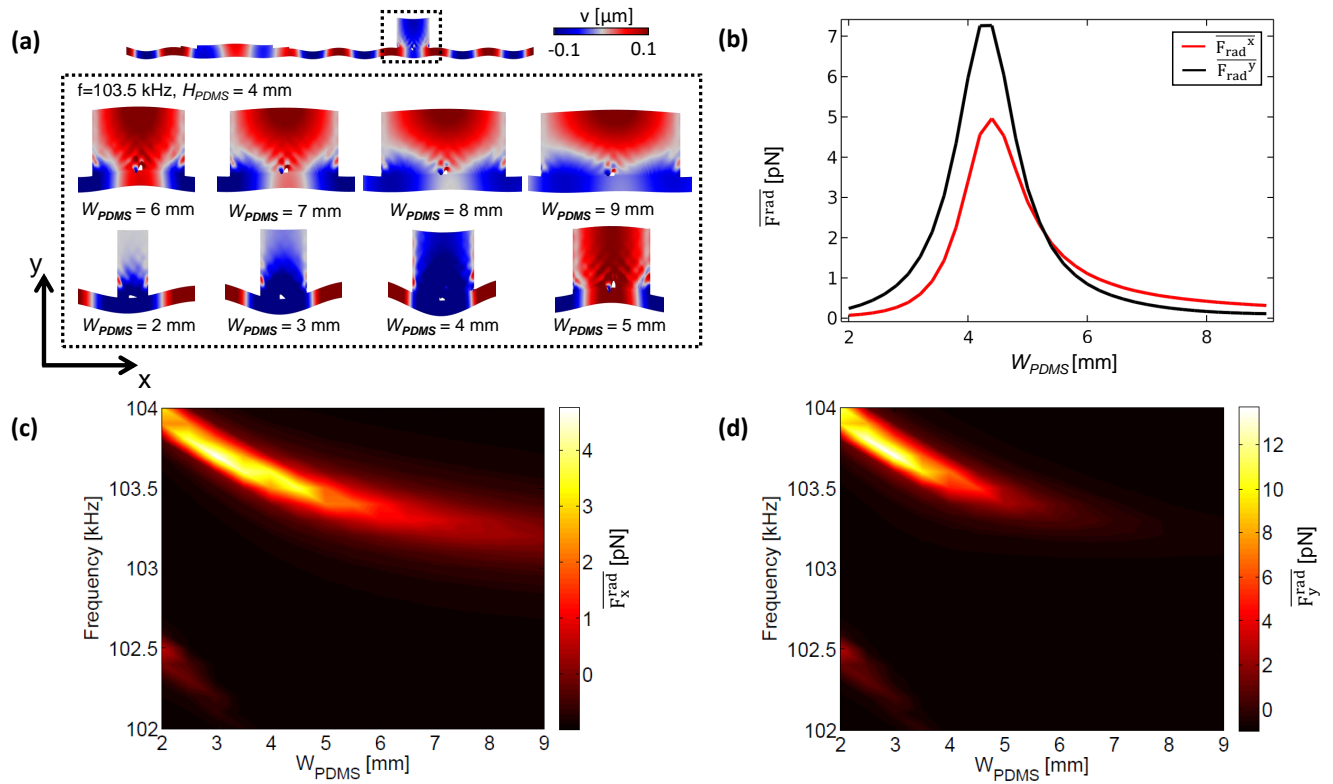 (a)
v [µm]
-0.1 0.1
f=103.5 kHz, H_PDMS = 4 mm
W_PDMS = 6 mm W_PDMS = 7 mm W_PDMS = 8 mm W_PDMS = 9 mm
W_PDMS = 2 mm W_PDMS = 3 mm W_PDMS = 4 mm W_PDMS = 5 mm
y
x
(b)
F_rad^x
F_rad^y
F^rad [pN]
7
6
5
4
3
2
1
0
2 4 6 8
W_PDMS [mm]
(c)
Frequency [kHz]
104
103.5
103
102.5
102
2 3 4 5 6 7 8 9
W_PDMS [mm]
4
3
2
1
0
F_x^rad [pN]
(d)
Frequency [kHz]
104
103.5
103
102.5
102
2 3 4 5 6 7 8 9
W_PDMS [mm]
12
10
8
6
4
2
0
F_y^rad [pN]